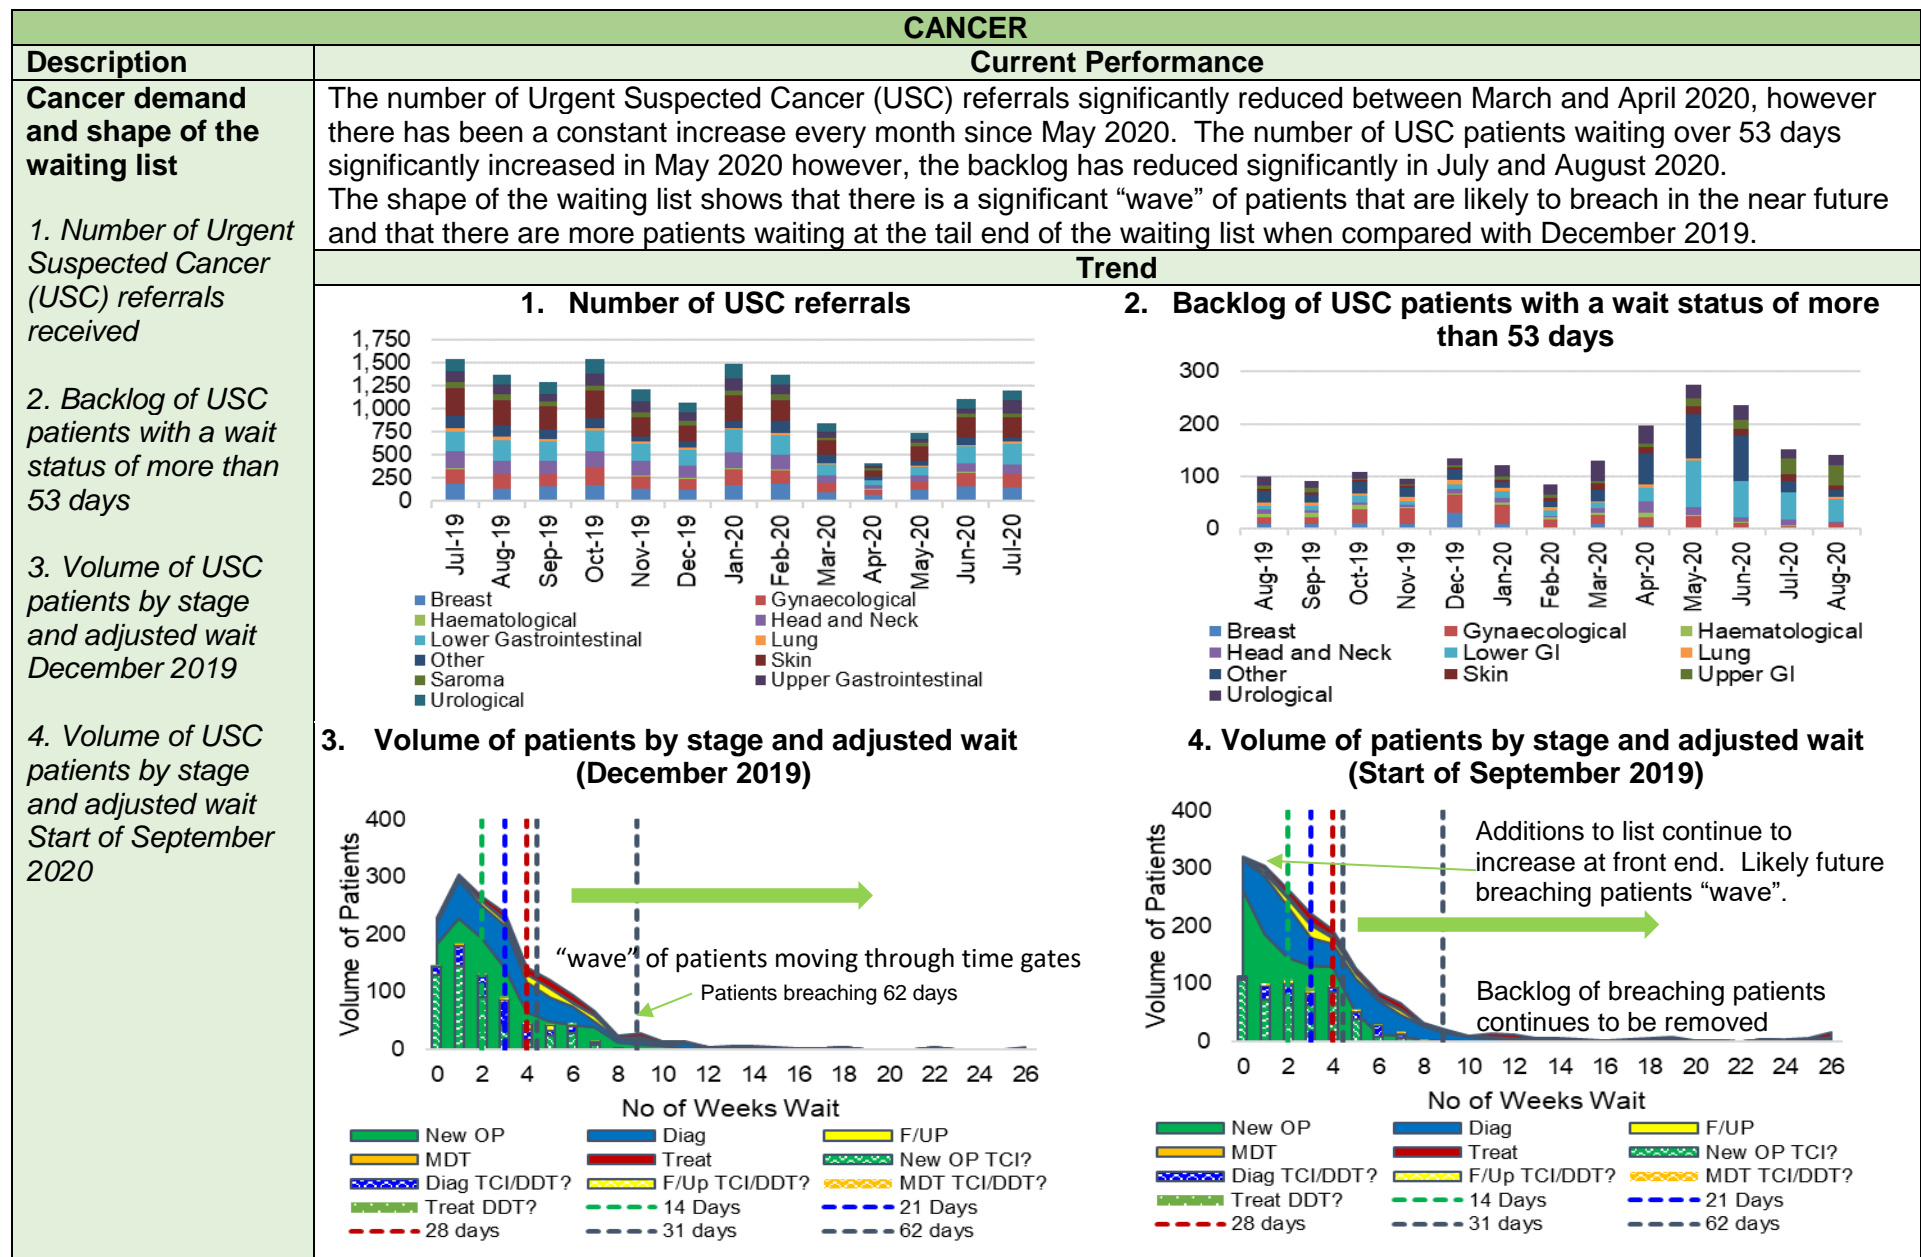 CANCER
Description
Current Performance
Cancer demand
and shape of the
waiting list
1. Number of Urgent
Suspected Cancer
(USC) referrals
received
2. Backlog of USC
patients with a wait
status of more than
53 days
3. Volume of USC
patients by stage
and adjusted wait
December 2019
4. Volume of USC
patients by stage
and adjusted wait
Start of September
2020
The number of Urgent Suspected Cancer (USC) referrals significantly reduced between March and April 2020, however
there has been a constant increase every month since May 2020. The number of USC patients waiting over 53 days
significantly increased in May 2020 however, the backlog has reduced significantly in July and August 2020.
The shape of the waiting list shows that there is a significant “wave” of patients that are likely to breach in the near future
and that there are more patients waiting at the tail end of the waiting list when compared with December 2019.
Trend
1. Number of USC referrals
1,750
1,500
1,250
1,000
750
500
250
0
Jul-19 Aug-19 Sep-19 Oct-19 Nov-19 Dec-19 Jan-20 Feb-20 Mar-20 Apr-20 May-20 Jun-20 Jul-20
Breast Gynaecological
Haematological Head and Neck
Lower Gastrointestinal Lung
Other Skin
Saroma Upper Gastrointestinal
Urological
2. Backlog of USC patients with a wait status of more
than 53 days
300
200
100
0
Aug-19 Sep-19 Oct-19 Nov-19 Dec-19 Jan-20 Feb-20 Mar-20 Apr-20 May-20 Jun-20 Jul-20 Aug-20
Breast Gynaecological Haematological
Head and Neck Lower GI Lung
Other Skin Upper GI
Urological
3. Volume of patients by stage and adjusted wait
(December 2019)
Volume of Patients
400
300
200
100
0
“wave” of patients moving through time gates
Patients breaching 62 days
0 2 4 6 8 10 12 14 16 18 20 22 24 26
No of Weeks Wait
New OP Diag F/UP
MDT Treat New OP TCI?
Diag TCI/DDT? F/Up TCI/DDT? MDT TCI/DDT?
Treat DDT? 14 Days 21 Days
28 days 31 days 62 days
4. Volume of patients by stage and adjusted wait
(Start of September 2019)
Volume of Patients
400
300
200
100
0
Additions to list continue to
increase at front end. Likely future
breaching patients “wave”.
Backlog of breaching patients
continues to be removed
0 2 4 6 8 10 12 14 16 18 20 22 24 26
No of Weeks Wait
New OP Diag F/UP
MDT Treat New OP TCI?
Diag TCI/DDT? F/Up TCI/DDT? MDT TCI/DDT?
Treat DDT? 14 Days 21 Days
28 days 31 days 62 days